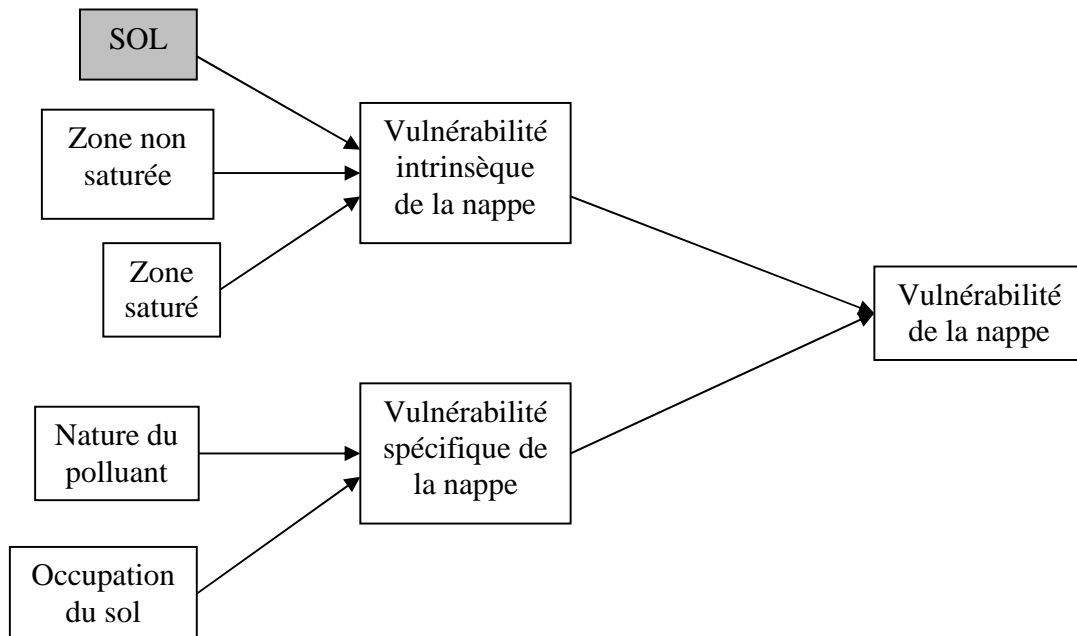 SOL
Zone non
saturée
Zone
saturé
Vulnérabilité
intrinsèque
de la nappe
Nature du
polluant
Occupation
du sol
Vulnérabilité
spécifique de
la nappe
Vulnérabilité
de la nappe